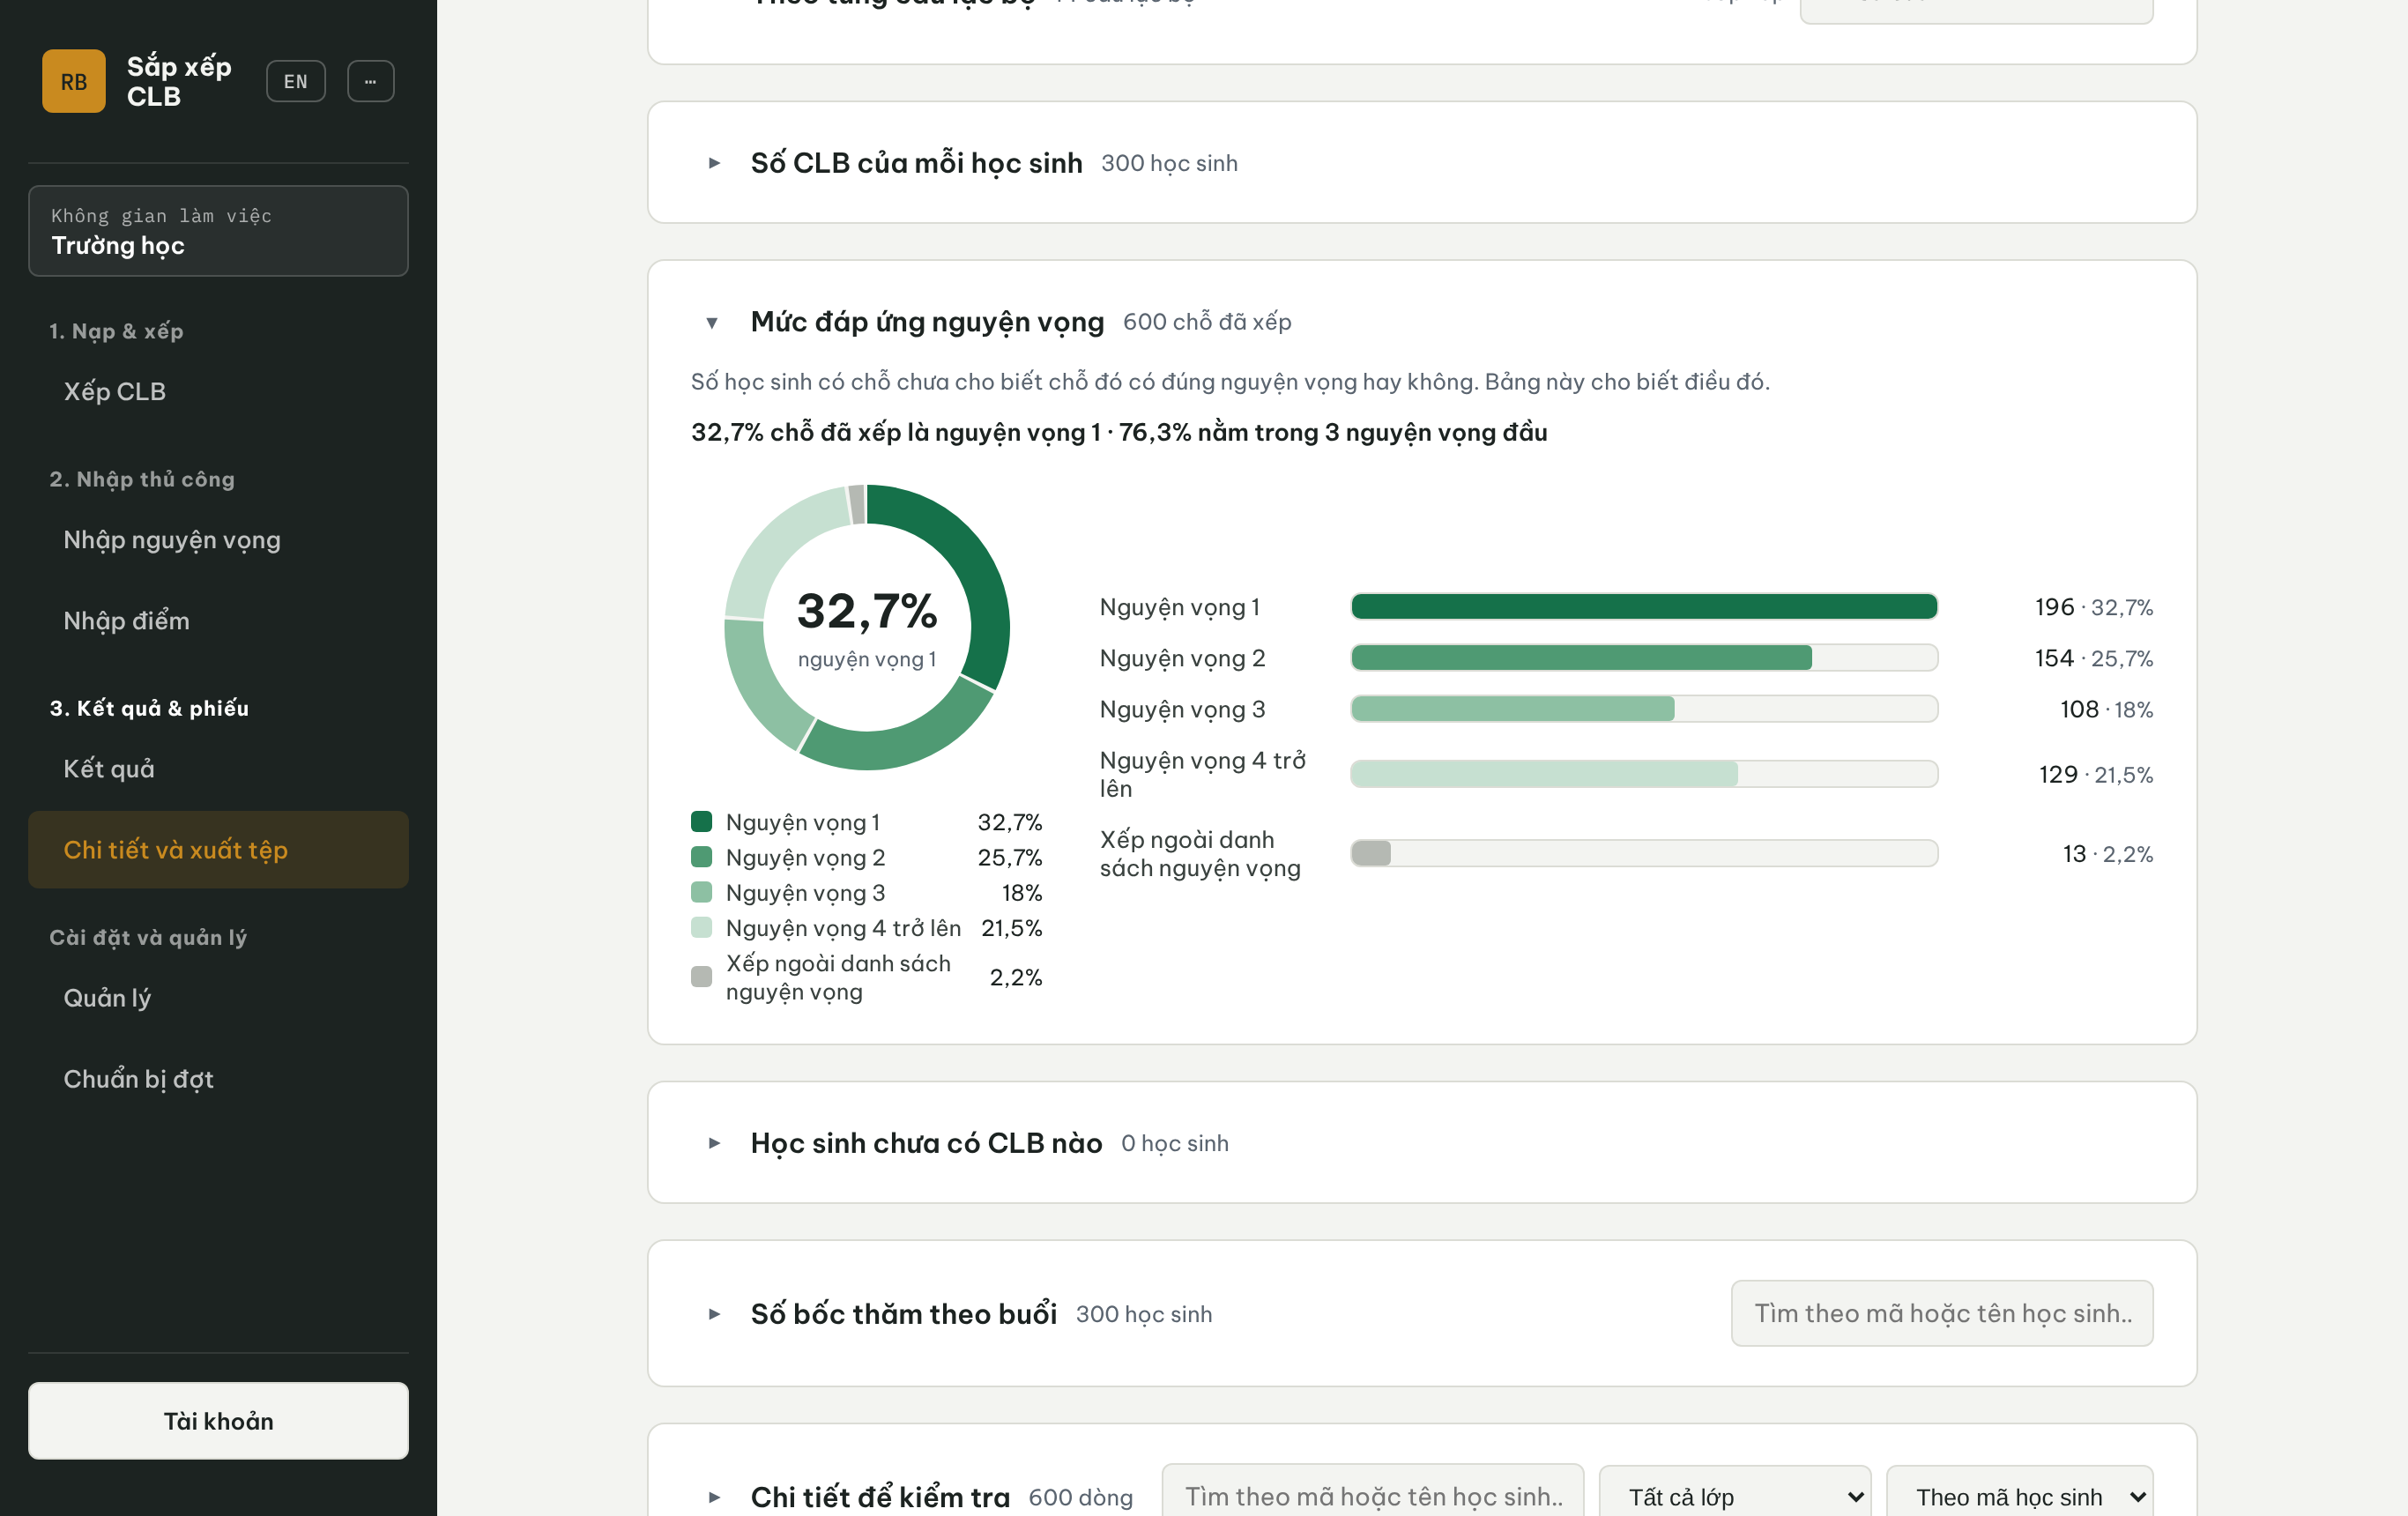 RB
Sắp xếp
CLB
EN
…
Không gian làm việc
Trường học
1. Nạp & xếp
Xếp CLB
2. Nhập thủ công
Nhập nguyện vọng
Nhập điểm
3. Kết quả & phiếu
Kết quả
Chi tiết và xuất tệp
Cài đặt và quản lý
Quản lý
Chuẩn bị đợt
Tài khoản
Số CLB của mỗi học sinh 300 học sinh
Mức đáp ứng nguyện vọng 600 chỗ đã xếp
Số học sinh có chỗ chưa cho biết chỗ đó có đúng nguyện vọng hay không. Bảng này cho biết điều đó.
32,7% chỗ đã xếp là nguyện vọng 1 · 76,3% nằm trong 3 nguyện vọng đầu
32,7%
nguyện vọng 1
Nguyện vọng 1 32,7%
Nguyện vọng 2 25,7%
Nguyện vọng 3 18%
Nguyện vọng 4 trở lên 21,5%
Xếp ngoài danh sách
nguyện vọng 2,2%
Nguyện vọng 1 196 · 32,7%
Nguyện vọng 2 154 · 25,7%
Nguyện vọng 3 108 · 18%
Nguyện vọng 4 trở
lên 129 · 21,5%
Xếp ngoài danh
sách nguyện vọng 13 · 2,2%
Học sinh chưa có CLB nào 0 học sinh
Số bốc thăm theo buổi 300 học sinh Tìm theo mã hoặc tên học sinh..
Chi tiết để kiểm tra 600 dòng Tìm theo mã hoặc tên học sinh.. Tất cả lớp Theo mã học sinh